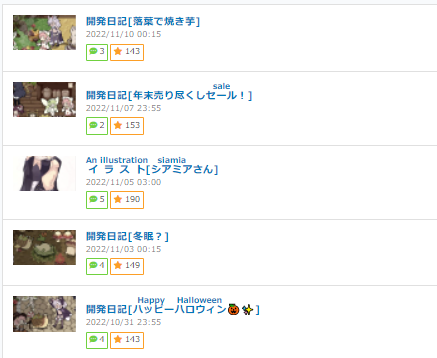 開発日記[落葉で焼き芋]
2022/11/10 00:15
3 143
sale
開発日記[年末売り尽くしセール！]
2022/11/07 23:55
2 153
An illustration siamia
イラスト[シアミアさん]
2022/11/05 03:00
5 190
開発日記[冬眠？]
2022/11/03 00:15
4 149
Happy Halloween
開発日記[ハッピーハロウィン🎃✨]
2022/10/31 23:55
4 143